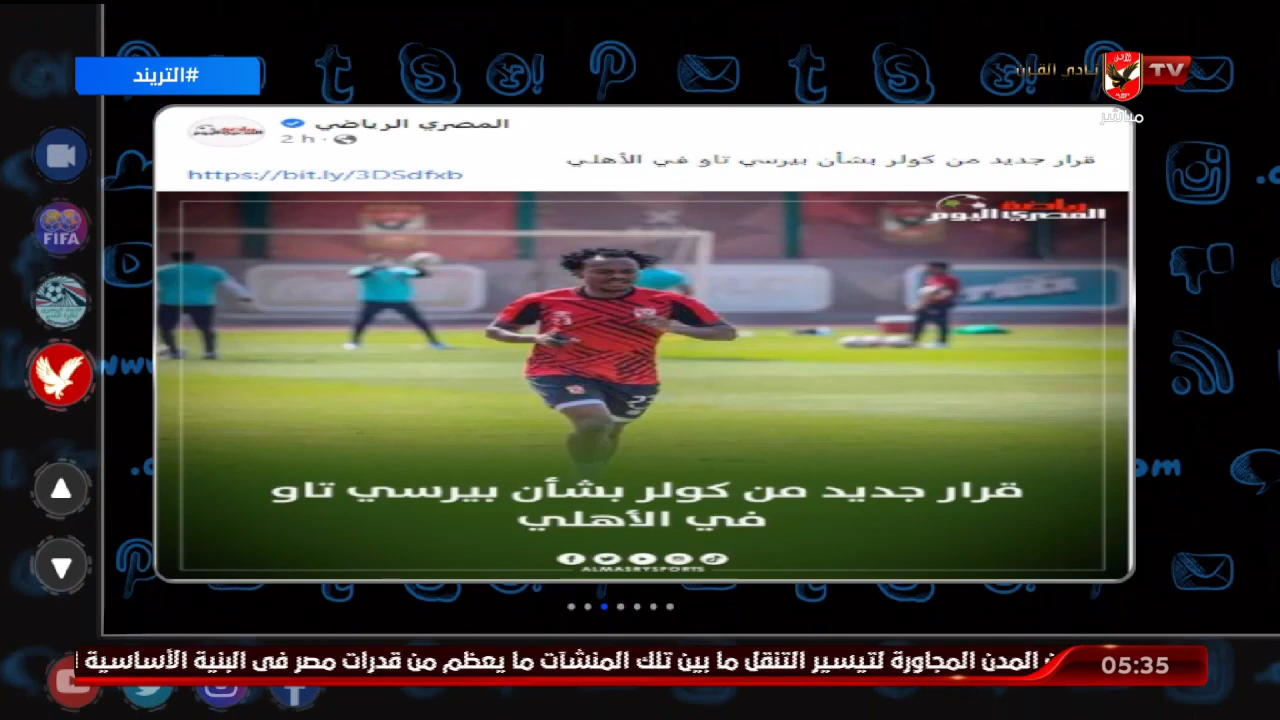 #التريند
نادي القرن
TV
مباشر
المصري الرياضي
2 h
قرار جديد من كولر بشأن بيرسي تاو في الأهلي
https://bit.ly/3DSdfxb
رياضة
المصري اليوم
FIFA
23
قرار جديد من كولر بشأن بيرسي تاو
في الأهلي
ALMASRYSPORTS
المدن المجاورة لتيسير التنقل ما بين تلك المنشآت ما يعظم من قدرات مصر فى البنية الأساسية
05:35